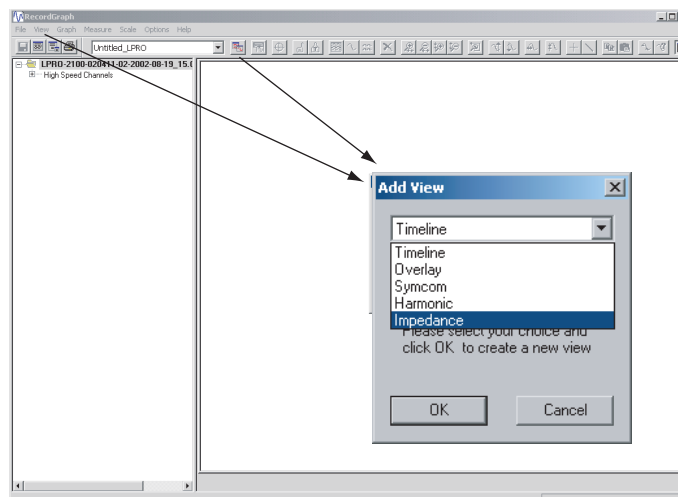 RecordGraph
File View Graph Measure Scale Options Help
Untitled_LPRO
LPRO-2100-020411-02-2002-08-19_15.0
High Speed Channels
Add View
Timeline
Timeline
Overlay
Symcom
Harmonic
Impedance
Please select your choice and
click OK to create a new view
OK Cancel